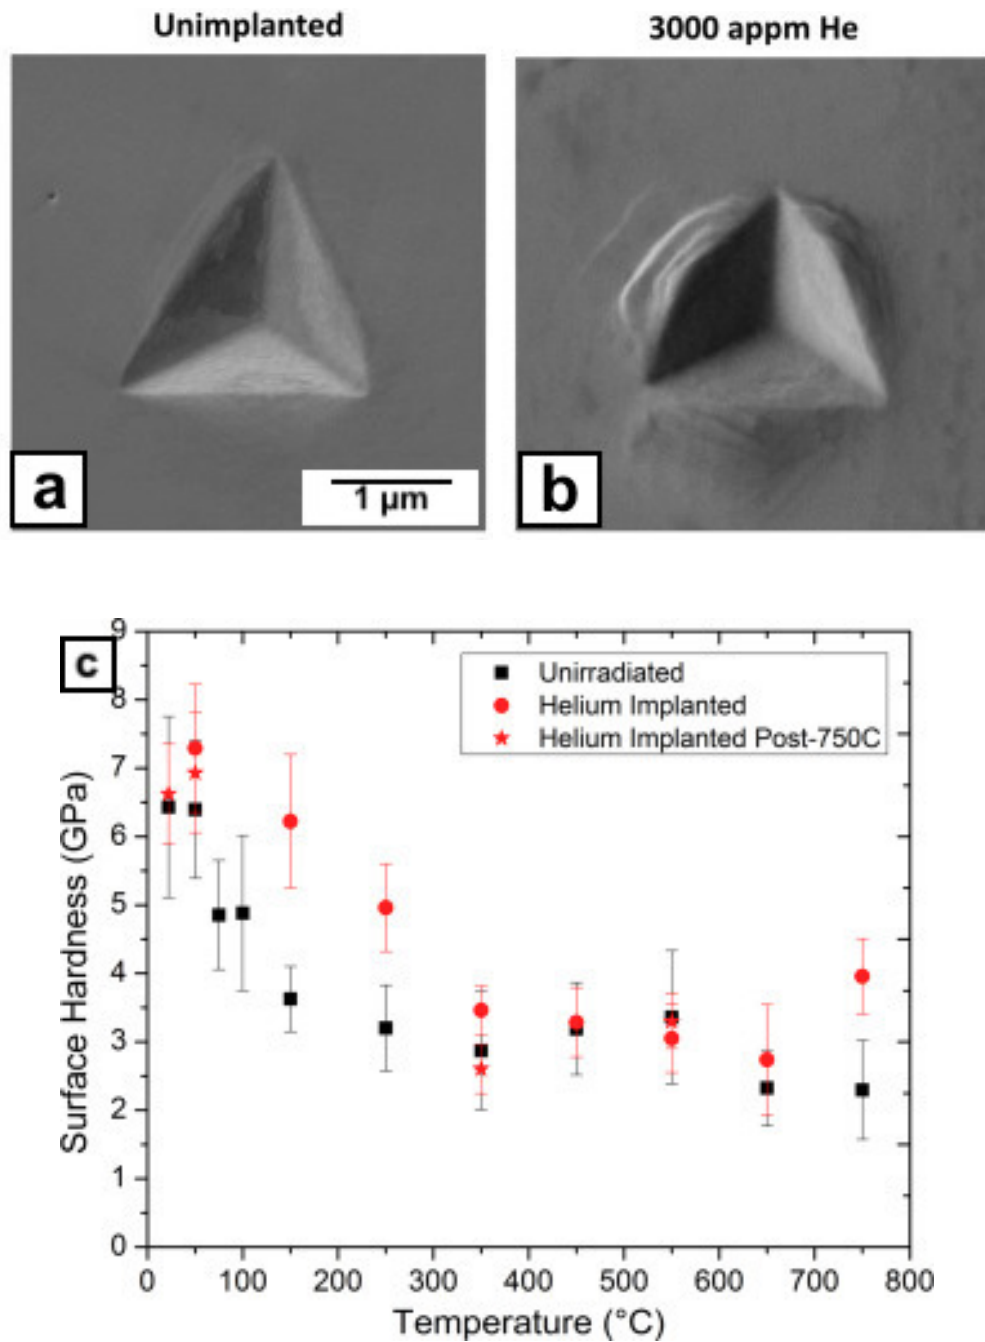 Unimplanted
3000 appm He
a
1 µm
b
c
Unirradiated
Helium Implanted
Helium Implanted Post-750C
Surface Hardness (GPa)
9
8
7
6
5
4
3
2
1
0
0 100 200 300 400 500 600 700 800
Temperature (°C)